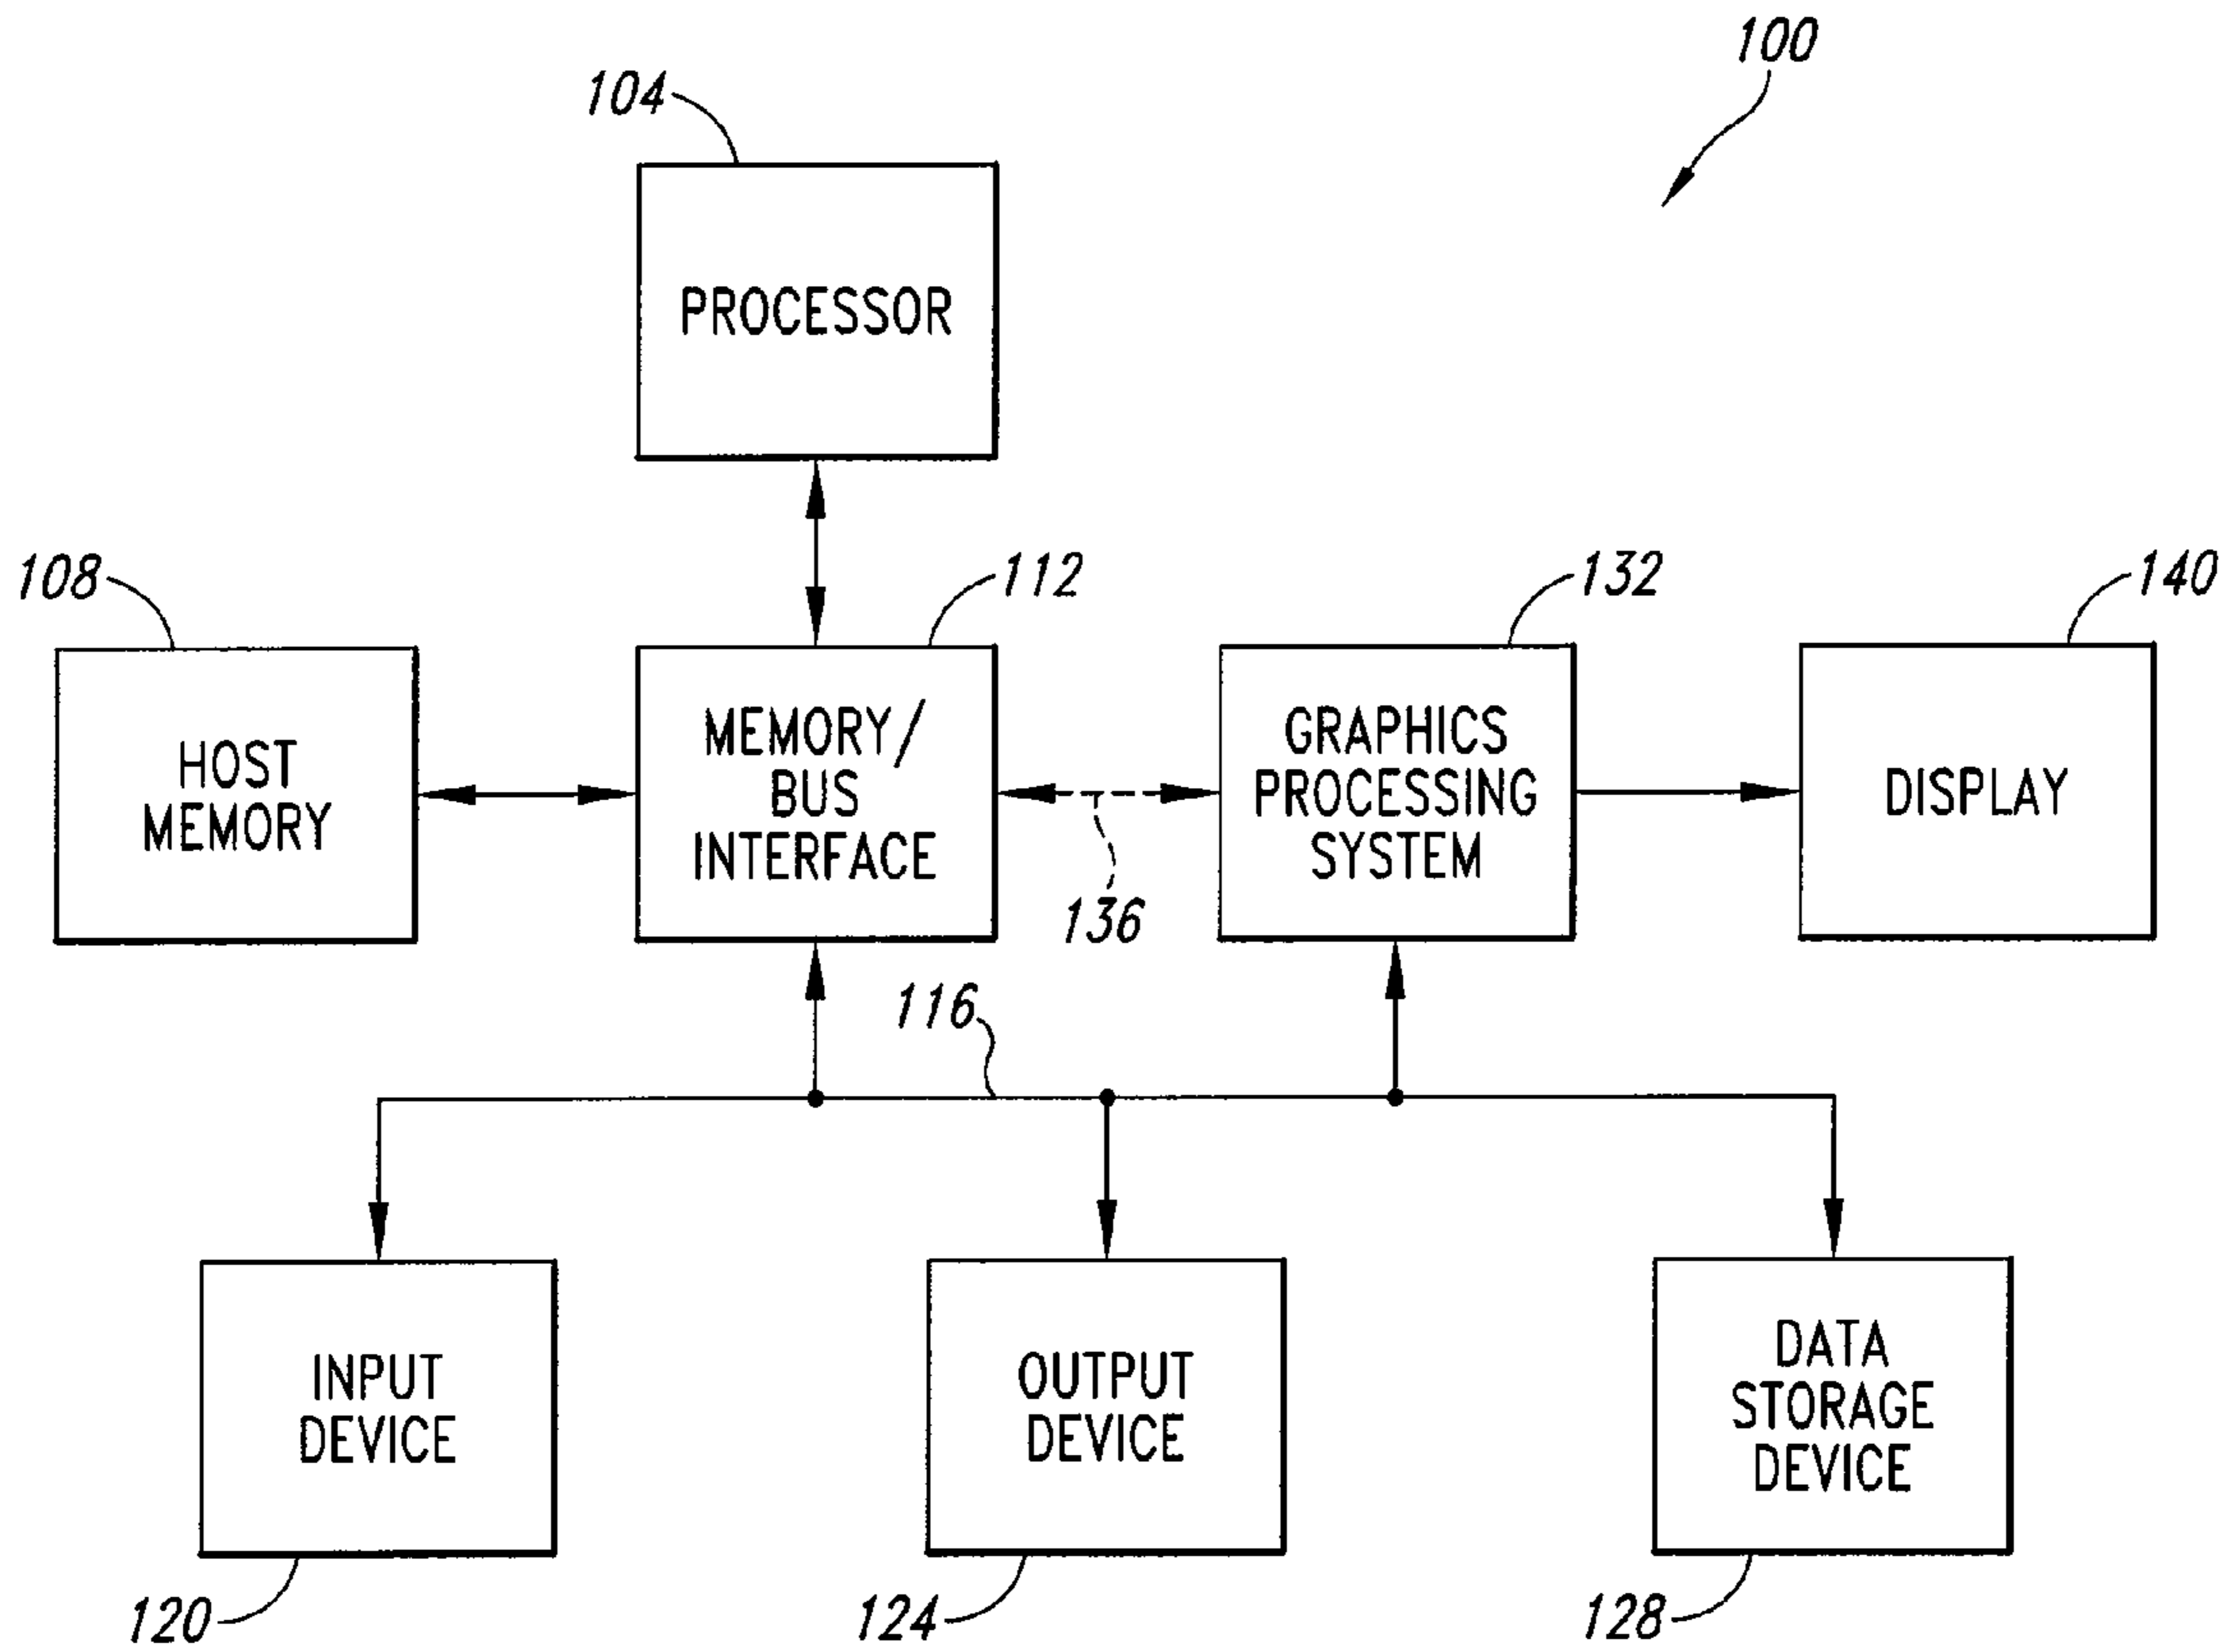 100
104
PROCESSOR
108
112
132
140
HOST
MEMORY
MEMORY/
BUS
INTERFACE
136
GRAPHICS
PROCESSING
SYSTEM
DISPLAY
116
INPUT
DEVICE
OUTPUT
DEVICE
DATA
STORAGE
DEVICE
120
124
128